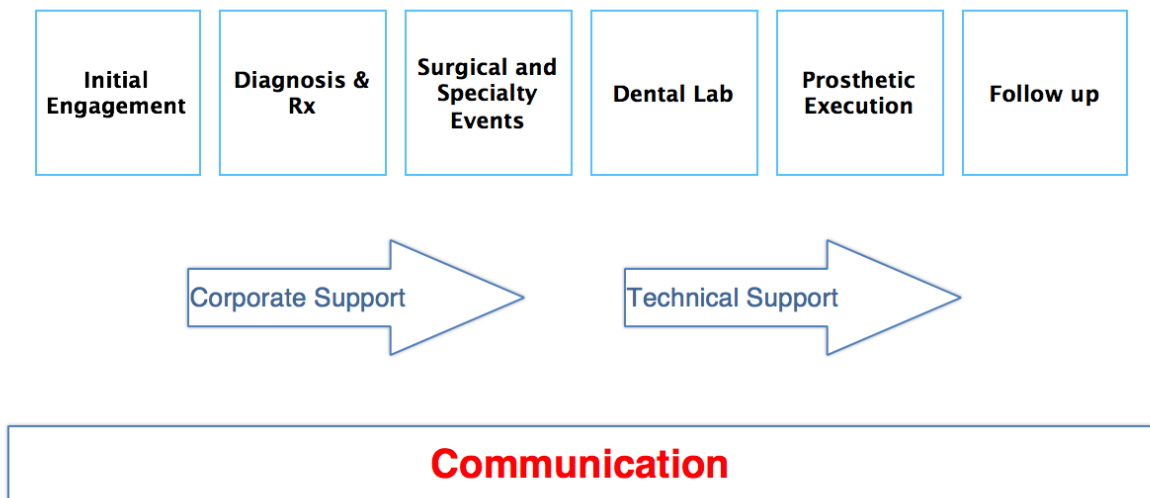 Initial
Engagement
Diagnosis &
Rx
Surgical and
Specialty
Events
Dental Lab
Prosthetic
Execution
Follow up
Corporate Support
Technical Support
Communication